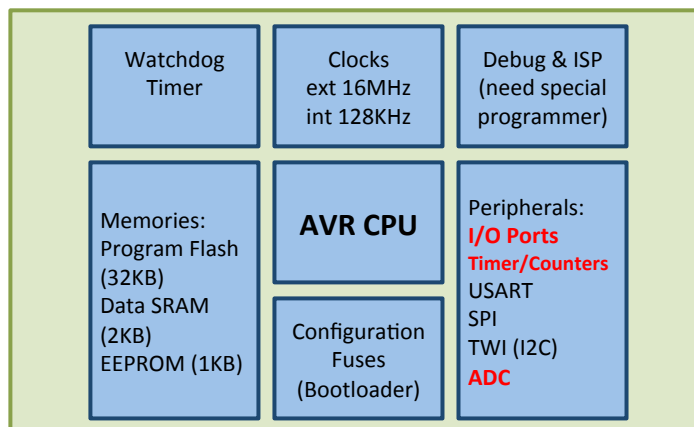 Watchdog
Timer
Clocks
ext 16MHz
int 128KHz
Debug & ISP
(need special
programmer)
Memories:
Program Flash
(32KB)
Data SRAM
(2KB)
EEPROM (1KB)
AVR CPU
Configuration
Fuses
(Bootloader)
Peripherals:
I/O Ports
Timer/Counters
USART
SPI
TWI (I2C)
ADC